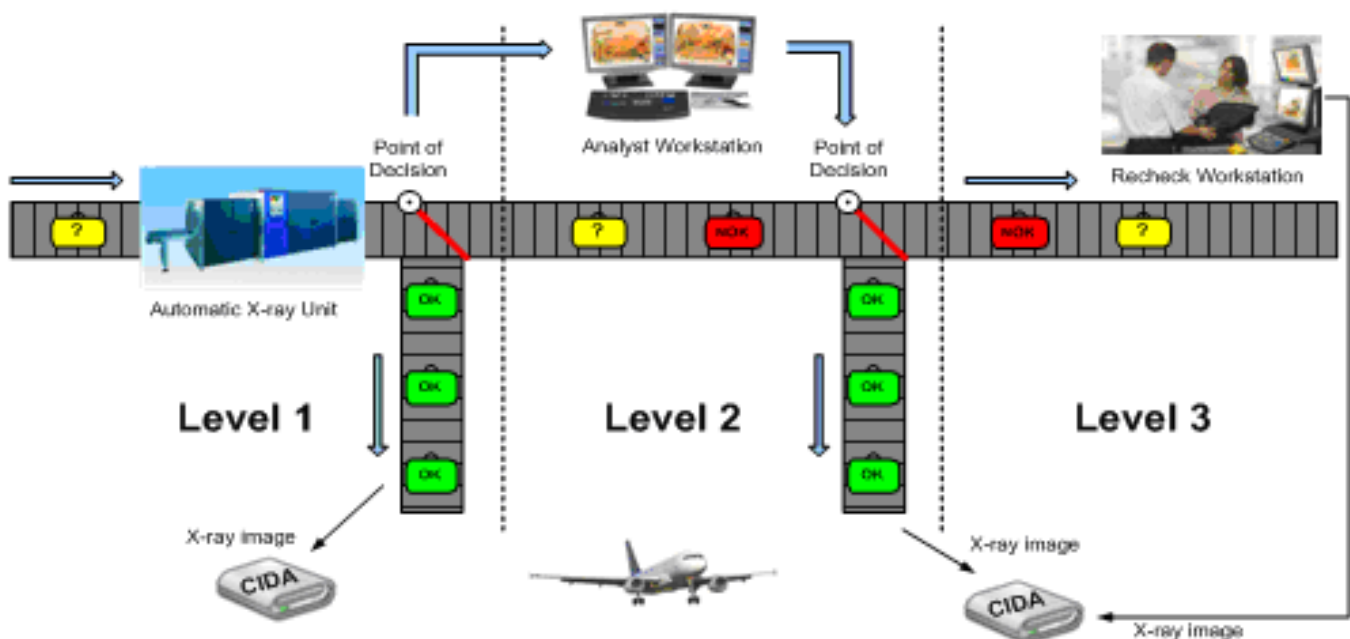 Analyst Workstation
Point of
Decision
Point of
Decision
Recheck Workstation
?
?
NOK
NOK
?
Automatic X-ray Unit
OK
OK
OK
OK
OK
OK
Level 1
Level 2
Level 3
X-ray image
CIDA
X-ray image
CIDA
X-ray image